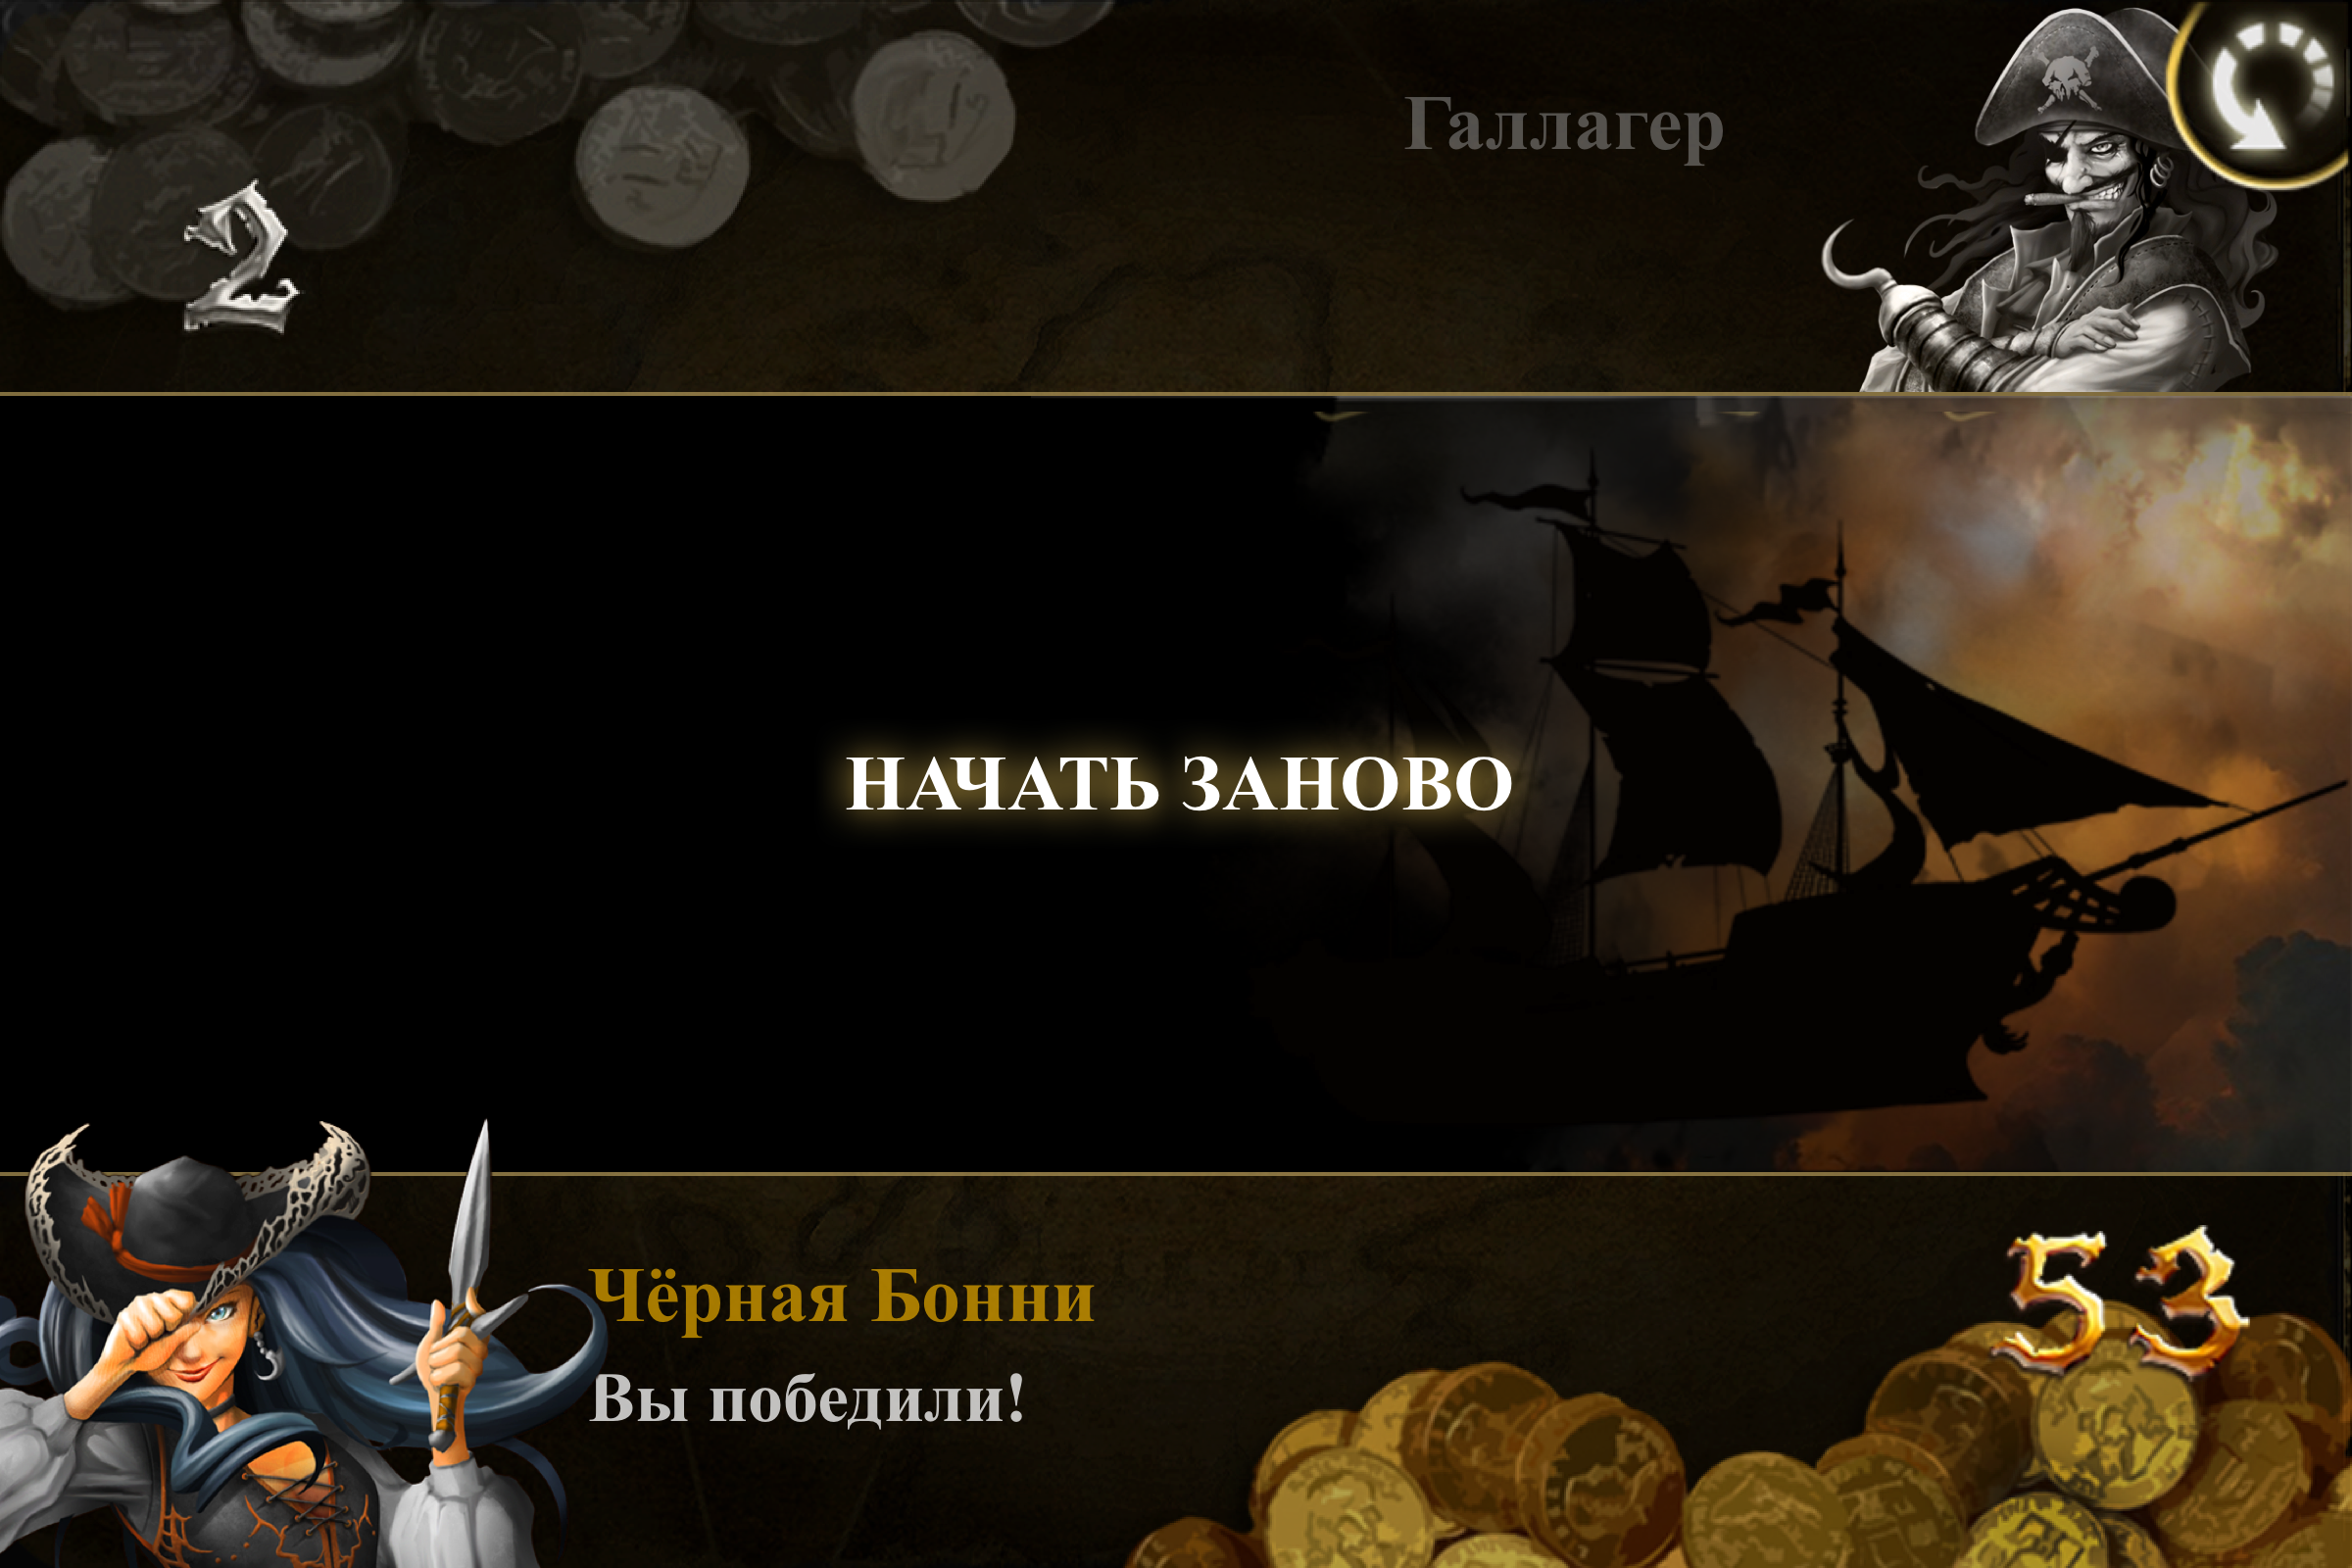 Галлагер
2
НАЧАТЬ ЗАНОВО
Чёрная Бонни
Вы победили!
53